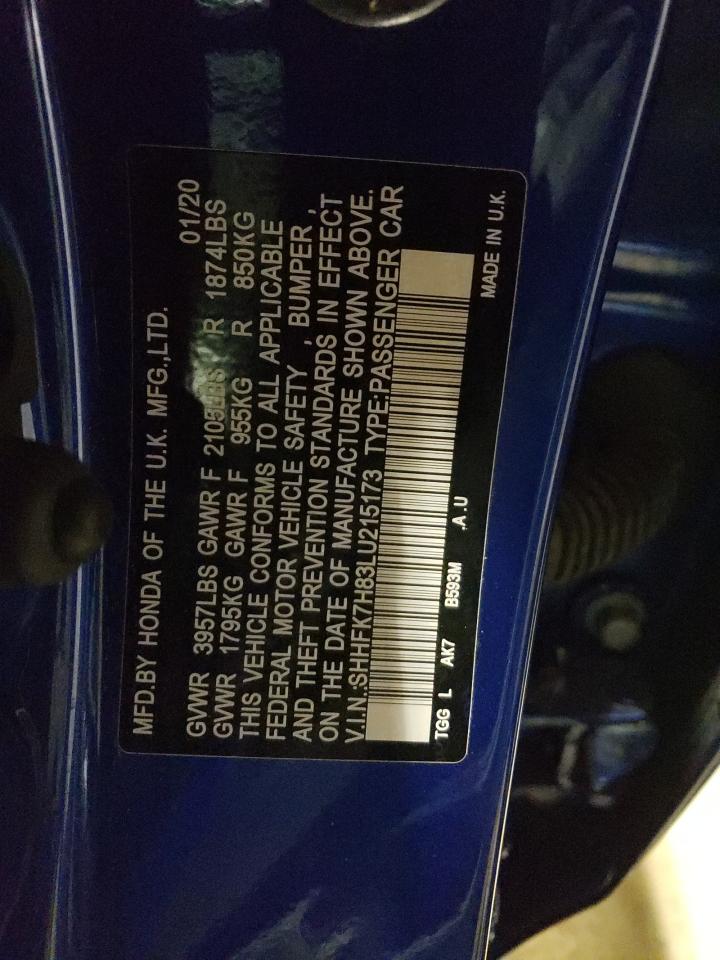 MFD.BY HONDA OF THE U.K. MFG.,LTD. 01/20
GVWR 3957LBS GAWR F 2105LBS R 1874LBS
GVWR 1795KG GAWR F 955KG R 850KG
THIS VEHICLE CONFORMS TO ALL APPLICABLE
FEDERAL MOTOR VEHICLE SAFETY , BUMPER ,
AND THEFT PREVENTION STANDARDS IN EFFECT
ON THE DATE OF MANUFACTURE SHOWN ABOVE.
V.I.N.:SHHFK7H83LU215173 TYPE:PASSENGER CAR
TGG L AK7 B593M .A .U
MADE IN U.K.